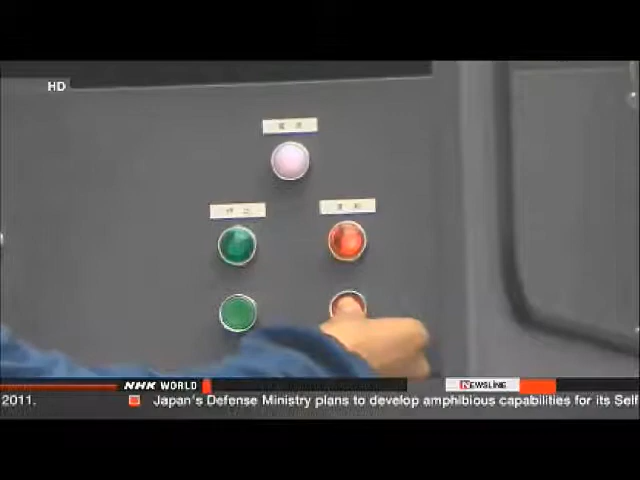 HD
NHK WORLD
NEWSLINE
2011. Japan's Defense Ministry plans to develop amphibious capabilities for its Self